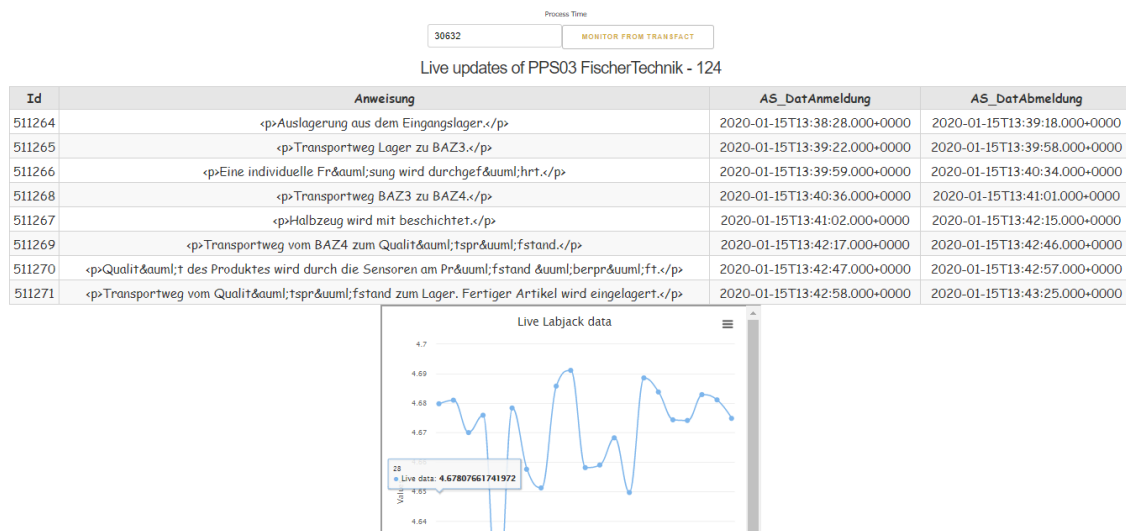 Process Time
30632 MONITOR FROM TRANSFACT
Live updates of PPS03 FischerTechnik - 124
Id Anweisung AS_DatAnmeldung AS_DatAbmeldung
511264 <p>Auslagerung aus dem Eingangslager.</p> 2020-01-15T13:38:28.000+0000 2020-01-15T13:39:18.000+0000
511265 <p>Transportweg Lager zu BAZ3.</p> 2020-01-15T13:39:22.000+0000 2020-01-15T13:39:58.000+0000
511266 <p>Eine individuelle Fr&auml;sung wird durchgef&uuml;hrt.</p> 2020-01-15T13:39:59.000+0000 2020-01-15T13:40:34.000+0000
511268 <p>Transportweg BAZ3 zu BAZ4.</p> 2020-01-15T13:40:36.000+0000 2020-01-15T13:41:01.000+0000
511267 <p>Halbzeug wird mit beschichtet.</p> 2020-01-15T13:41:02.000+0000 2020-01-15T13:42:15.000+0000
511269 <p>Transportweg vom BAZ4 zum Qualit&auml;tspr&uuml;fstand.</p> 2020-01-15T13:42:17.000+0000 2020-01-15T13:42:46.000+0000
511270 <p>Qualit&auml;t des Produktes wird durch die Sensoren am Pr&uuml;fstand &uuml;berpr&uuml;ft.</p> 2020-01-15T13:42:47.000+0000 2020-01-15T13:42:57.000+0000
511271 <p>Transportweg vom Qualit&auml;tspr&uuml;fstand zum Lager. Fertiger Artikel wird eingelagert.</p> 2020-01-15T13:42:58.000+0000 2020-01-15T13:43:25.000+0000
Live Labjack data
4.7
4.69
4.68
4.67
28
Live data: 4.67807661741972
4.65
4.64